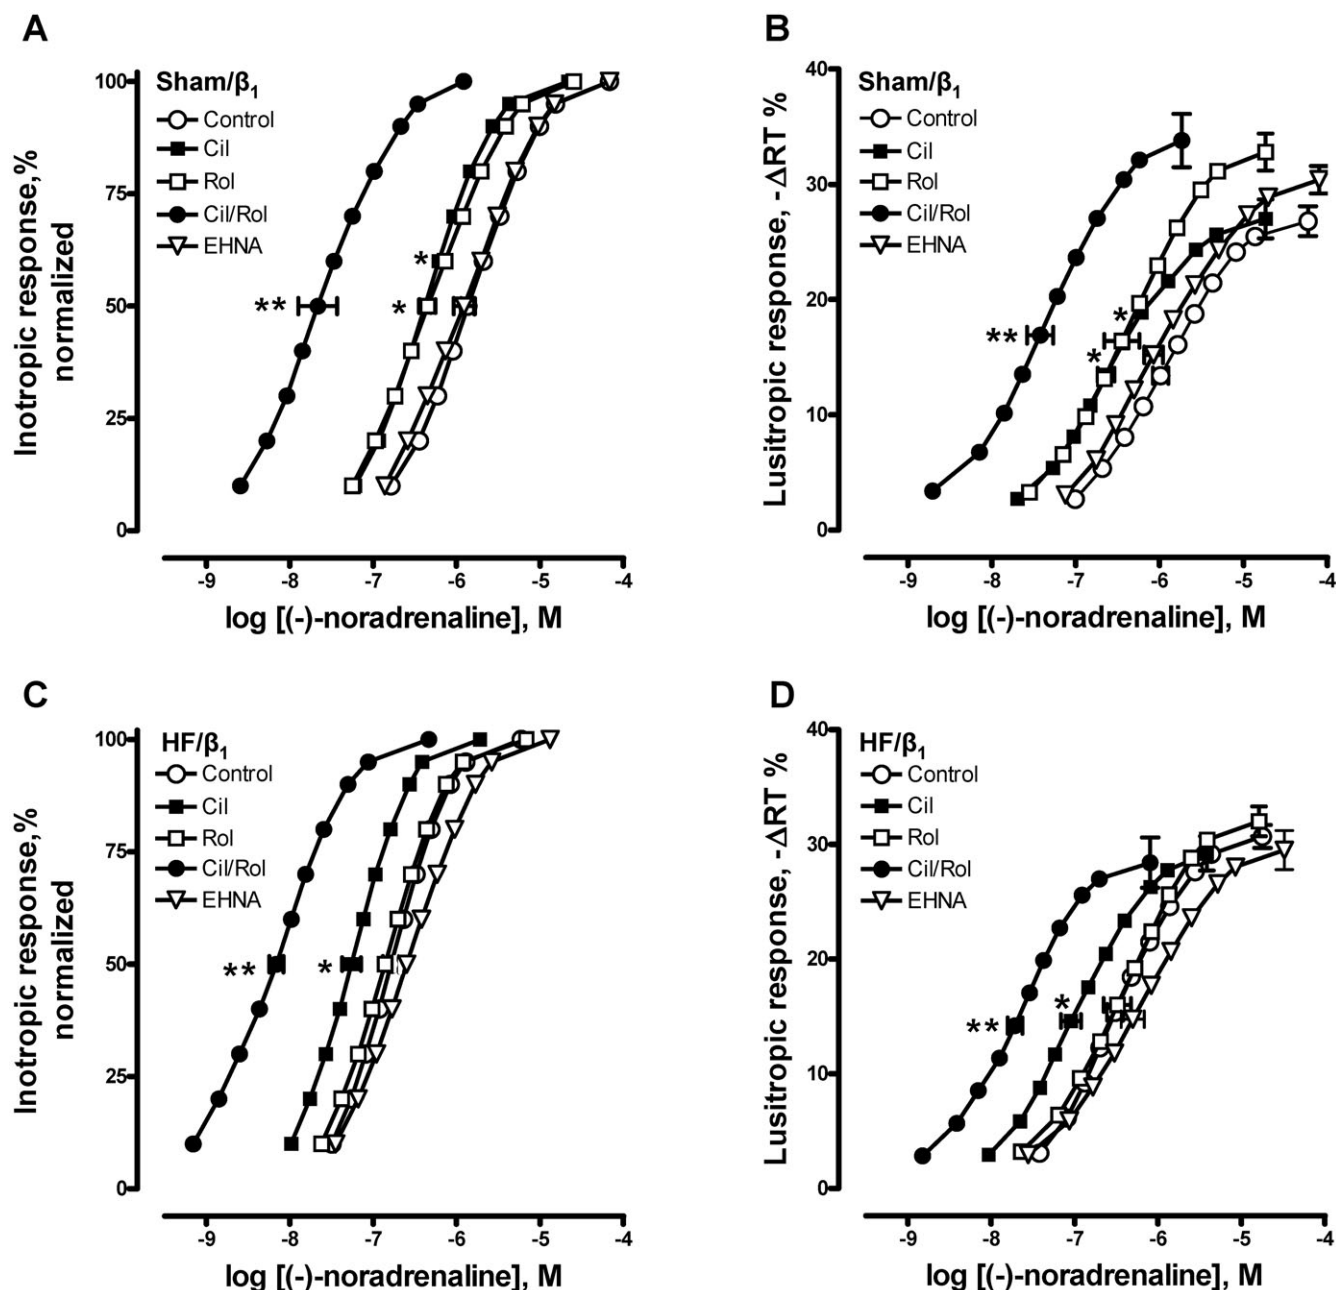 A
Sham/β1
Control
Cil
Rol
Cil/Rol
EHNA
Inotropic response,%
normalized
100
75
50
25
0
*
*
**
-9 -8 -7 -6 -5 -4
log [(-)-noradrenaline], M
B
Sham/β1
Control
Cil
Rol
Cil/Rol
EHNA
Lusitropic response, -ΔRT %
40
30
20
10
0
*
**
*
-9 -8 -7 -6 -5 -4
log [(-)-noradrenaline], M
C
HF/β1
Control
Cil
Rol
Cil/Rol
EHNA
Inotropic response,%
normalized
100
75
50
25
0
** *
-9 -8 -7 -6 -5 -4
log [(-)-noradrenaline], M
D
HF/β1
Control
Cil
Rol
Cil/Rol
EHNA
Lusitropic response, -ΔRT %
40
30
20
10
0
*
**
-9 -8 -7 -6 -5 -4
log [(-)-noradrenaline], M